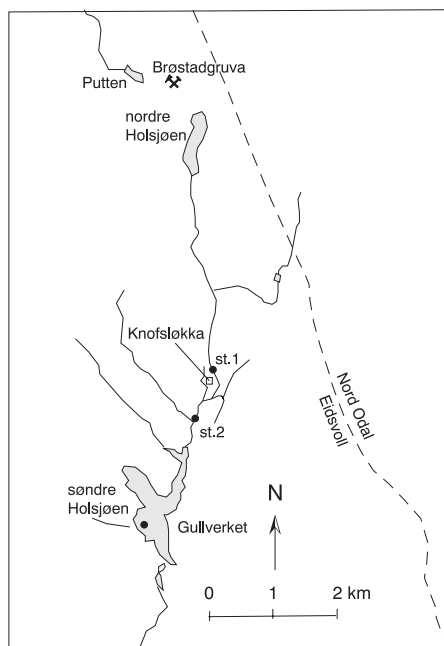 Brøstadgruva
Putten
nordre
Holsjøen
Knofsløkka
st.1
st.2
Nord Odal
Eidsvoll
søndre
Holsjøen
Gullverket
N
0 1 2 km